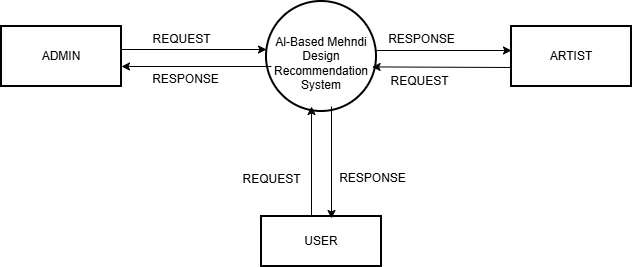 REQUEST
AI-Based Mehndi
Design
Recommendation
System
RESPONSE
ADMIN
ARTIST
RESPONSE
REQUEST
REQUEST
RESPONSE
USER